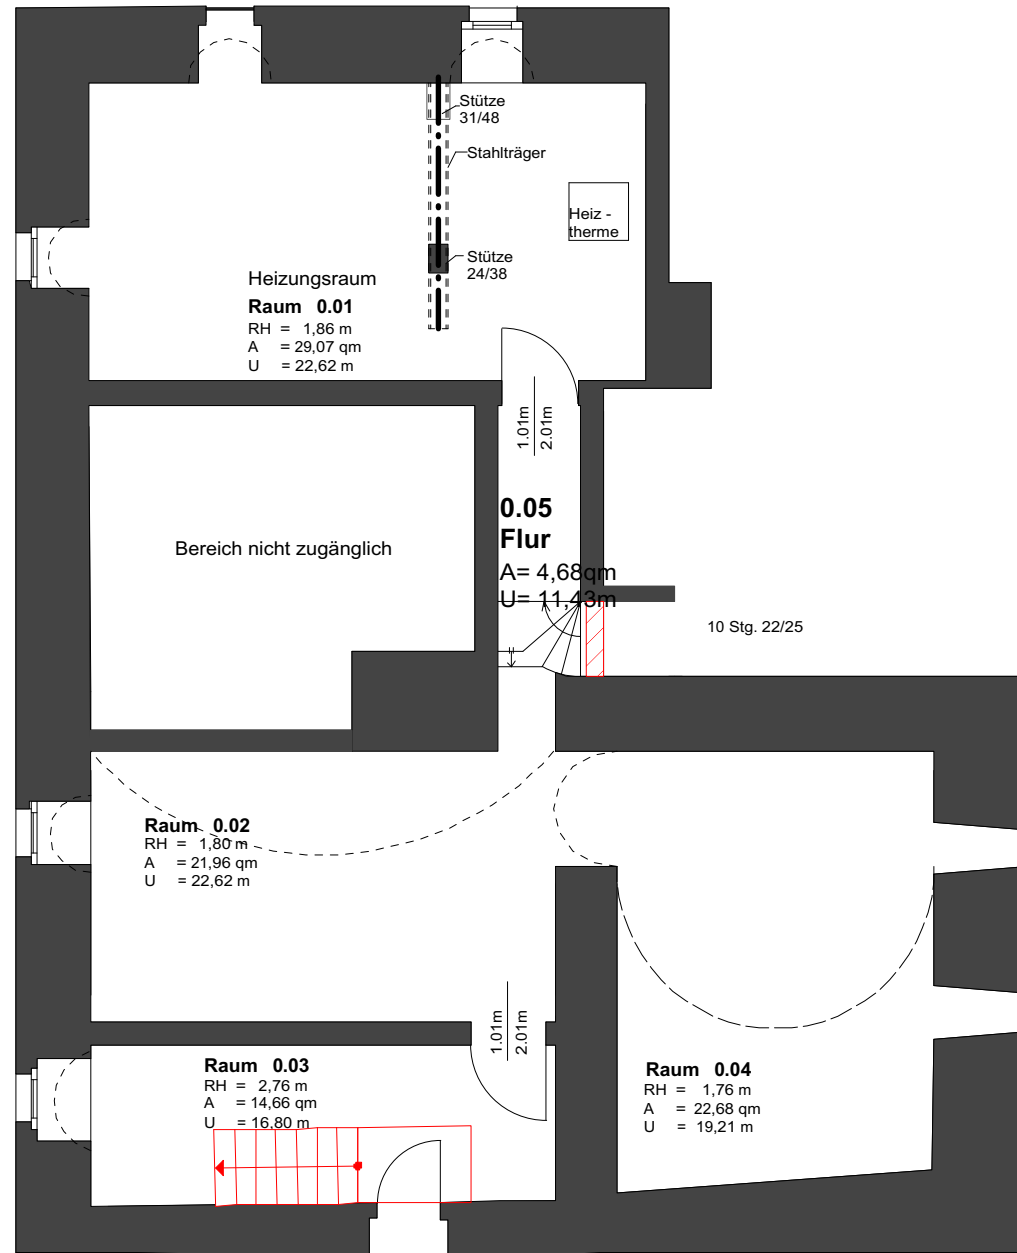 Stütze
31/48
Stahlträger
Heiz -
therme
Stütze
24/38
Heizungsraum
Raum 0.01
RH = 1,86 m
A = 29,07 qm
U = 22,62 m
1.01m
2.01m
0.05
Flur
A= 4,68qm
U= 11,43m
Bereich nicht zugänglich
10 Stg. 22/25
Raum 0.02
RH = 1,80 m
A = 21,96 qm
U = 22,62 m
1.01m
2.01m
Raum 0.03
RH = 2,76 m
A = 14,66 qm
U = 16,80 m
Raum 0.04
RH = 1,76 m
A = 22,68 qm
U = 19,21 m